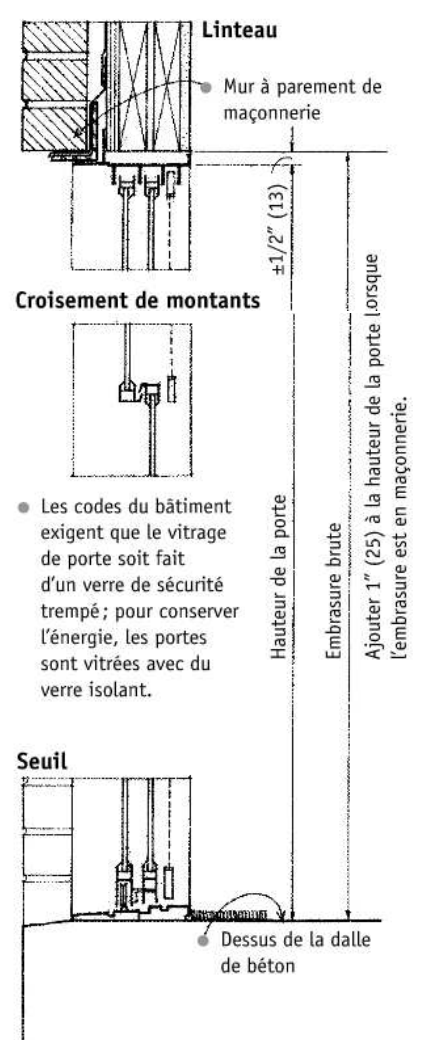 Linteau
Mur à parement de
maçonnerie
±1/2" (13)
Croisement de montants
Les codes du bâtiment
exigent que le vitrage
de porte soit fait
d'un verre de sécurité
trempé ; pour conserver
l'énergie, les portes
sont vitrées avec du
verre isolant.
Hauteur de la porte
Embrasure brute
Ajouter 1" (25) à la hauteur de la porte lorsque
l'embrasure est en maçonnerie.
Seuil
Dessus de la dalle
de béton